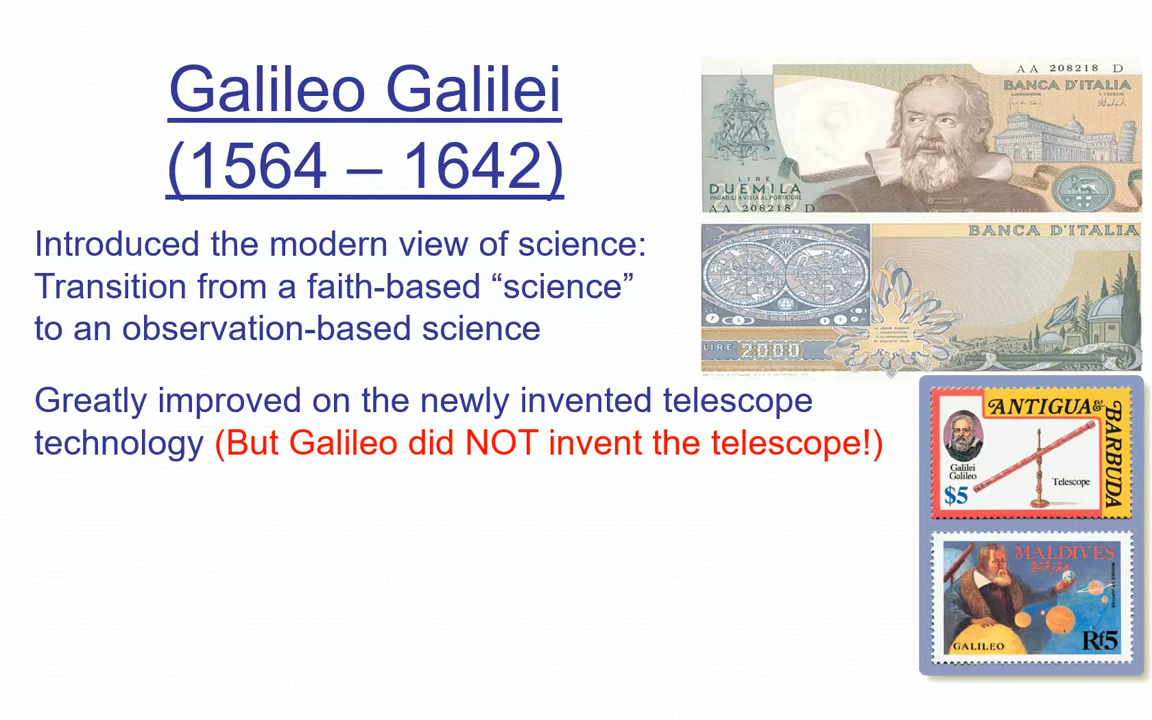 Galileo Galilei
(1564 – 1642)
Introduced the modern view of science:
Transition from a faith-based “science”
to an observation-based science
Greatly improved on the newly invented telescope
technology (But Galileo did NOT invent the telescope!)
AA 208218 D
BANCA D'ITALIA
LIRE
DUEMILA
PAGABILI A VISTA AL PORTATORE
AA 208218 D
GALILEO
BANCA D'ITALIA
LIRE 2000
ANTIGUA &
BARBUDA
Galilei
Galileo
Telescope
$5
MALDIVES
GALILEO
Rf5